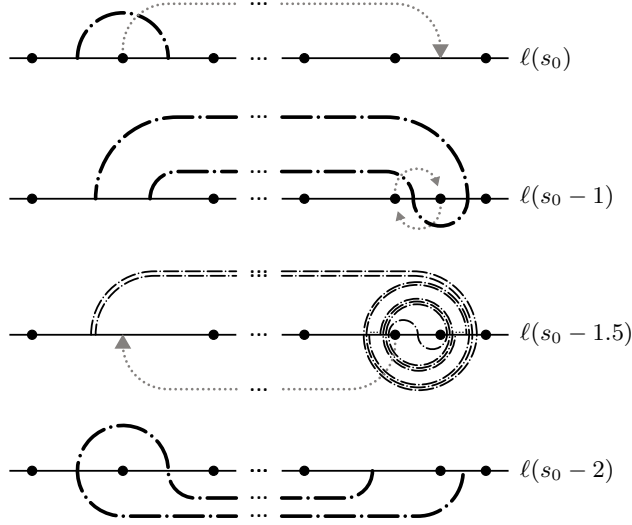 ℓ(s₀)
ℓ(s₀ − 1)
ℓ(s₀ − 1.5)
ℓ(s₀ − 2)